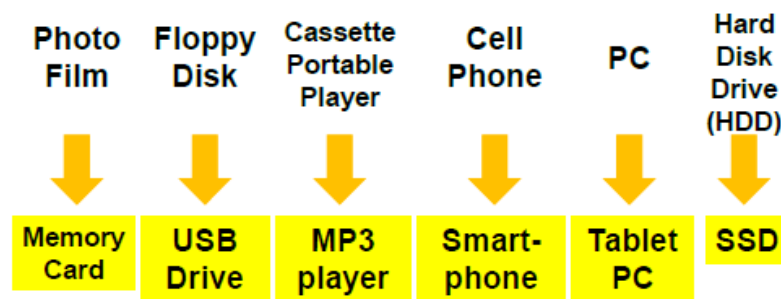 Photo
Film
Floppy
Disk
Cassette
Portable
Player
Cell
Phone
PC
Hard
Disk
Drive
(HDD)
Memory
Card
USB
Drive
MP3
player
Smart-
phone
Tablet
PC
SSD